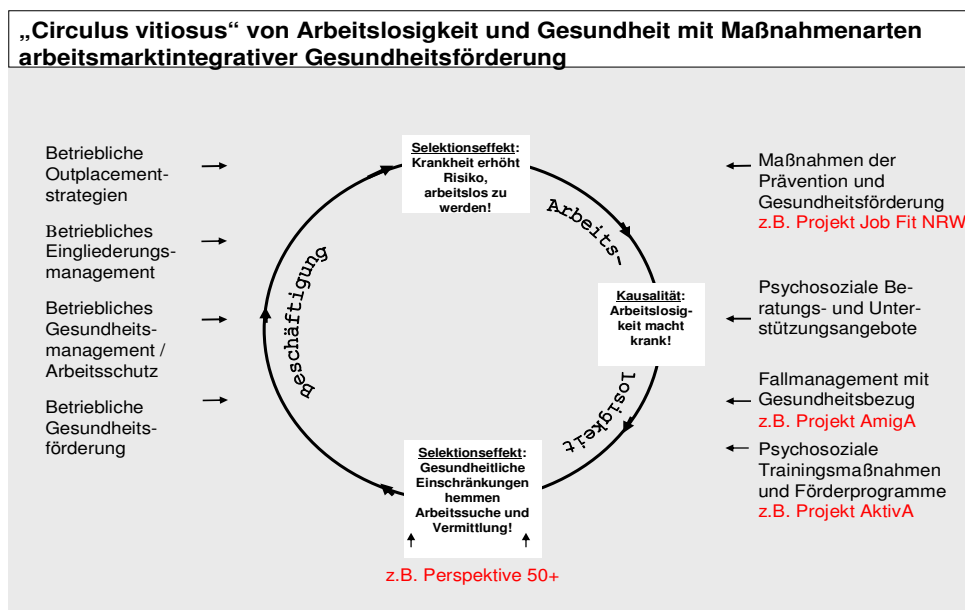 „Circulus vitiosus“ von Arbeitslosigkeit und Gesundheit mit Maßnahmenarten
arbeitsmarktintegrativer Gesundheitsförderung
Betriebliche
Outplacement-
strategien
Betriebliches
Eingliederungs-
management
Betriebliches
Gesundheits-
management /
Arbeitsschutz
Betriebliche
Gesundheits-
förderung
Beschäftigung
Selektionseffekt:
Krankheit erhöht
Risiko,
arbeitslos zu
werden!
Arbeits-
Kausalität:
Arbeitslosig-
keit macht
krank!
losigkeit
Selektionseffekt:
Gesundheitliche
Einschränkungen
hemmen
Arbeitssuche und
Vermittlung!
z.B. Perspektive 50+
Maßnahmen der
Prävention und
Gesundheitsförderung
z.B. Projekt Job Fit NRW
Psychosoziale Be-
ratungs- und Unter-
stützungsangebote
Fallmanagement mit
Gesundheitsbezug
z.B. Projekt AmigA
Psychosoziale
Trainingsmaßnahmen
und Förderprogramme
z.B. Projekt AktivA